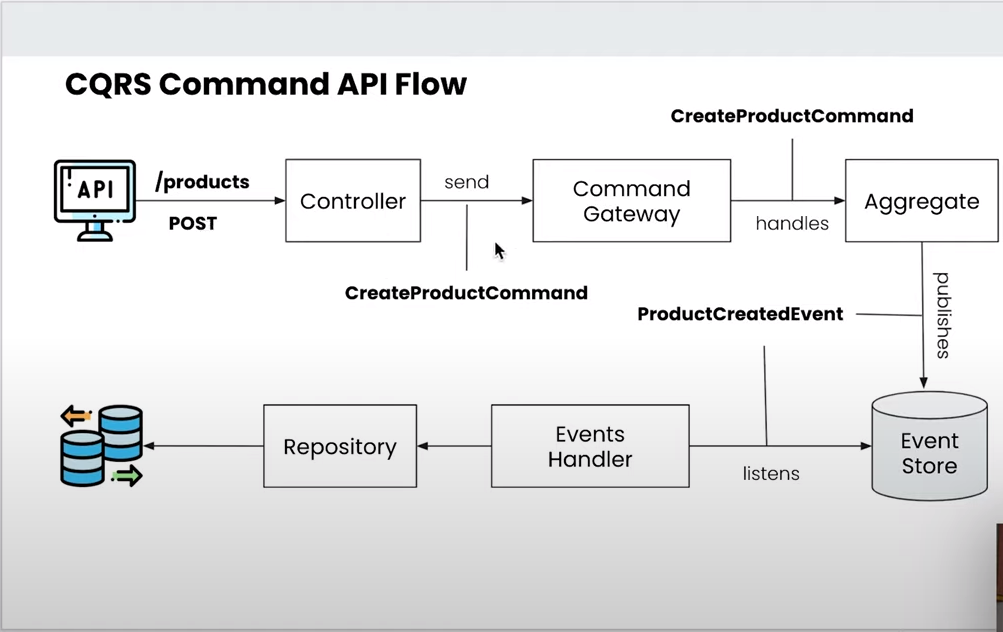 CQRS Command API Flow
CreateProductCommand
API
/products
POST
Controller
send
Command
Gateway
handles
Aggregate
CreateProductCommand
ProductCreatedEvent
publishes
Repository
Events
Handler
listens
Event
Store